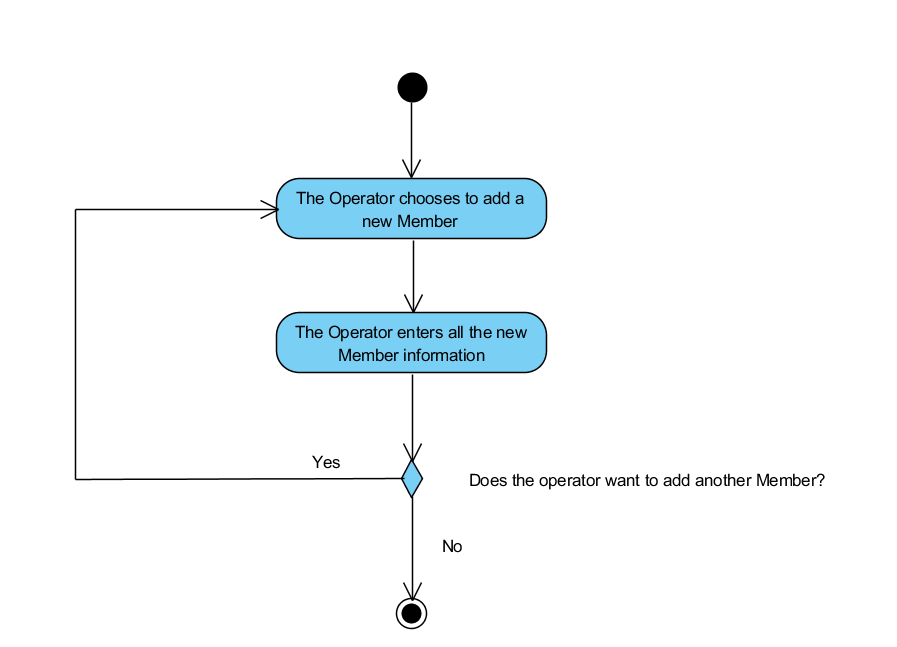 The Operator chooses to add a
new Member
The Operator enters all the new
Member information
Yes
Does the operator want to add another Member?
No